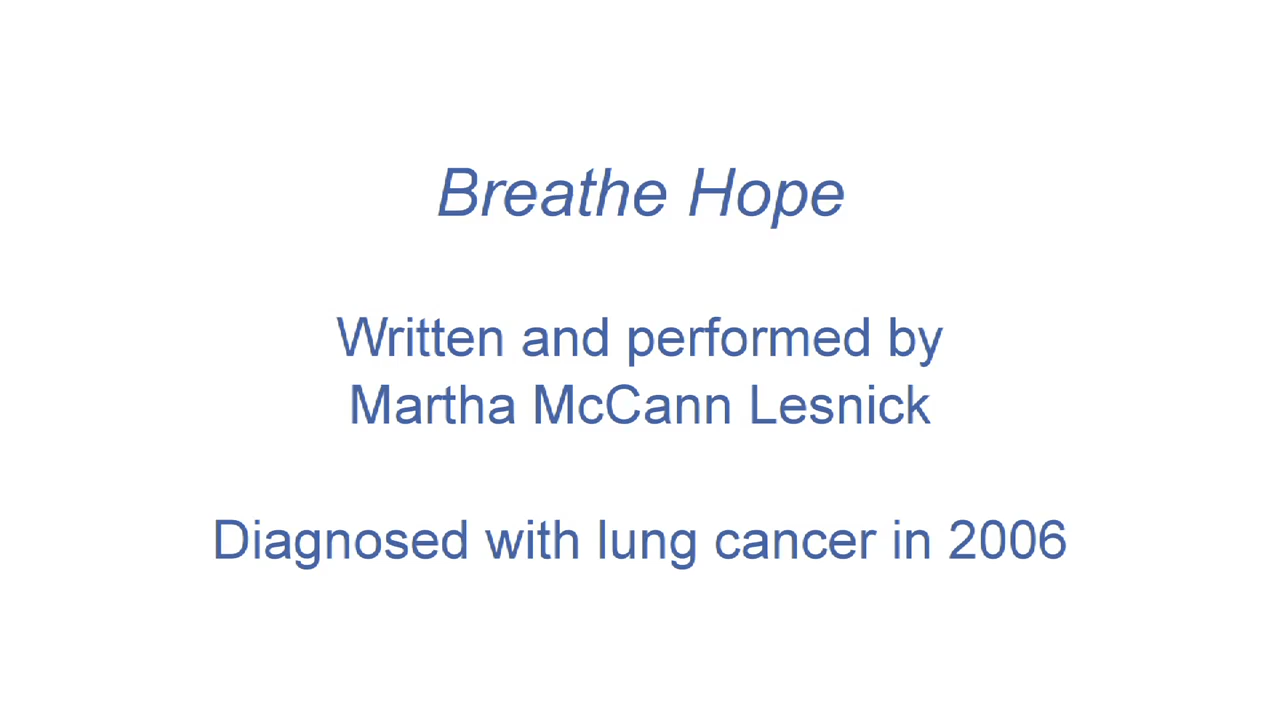 Breathe Hope
Written and performed by
Martha McCann Lesnick
Diagnosed with lung cancer in 2006